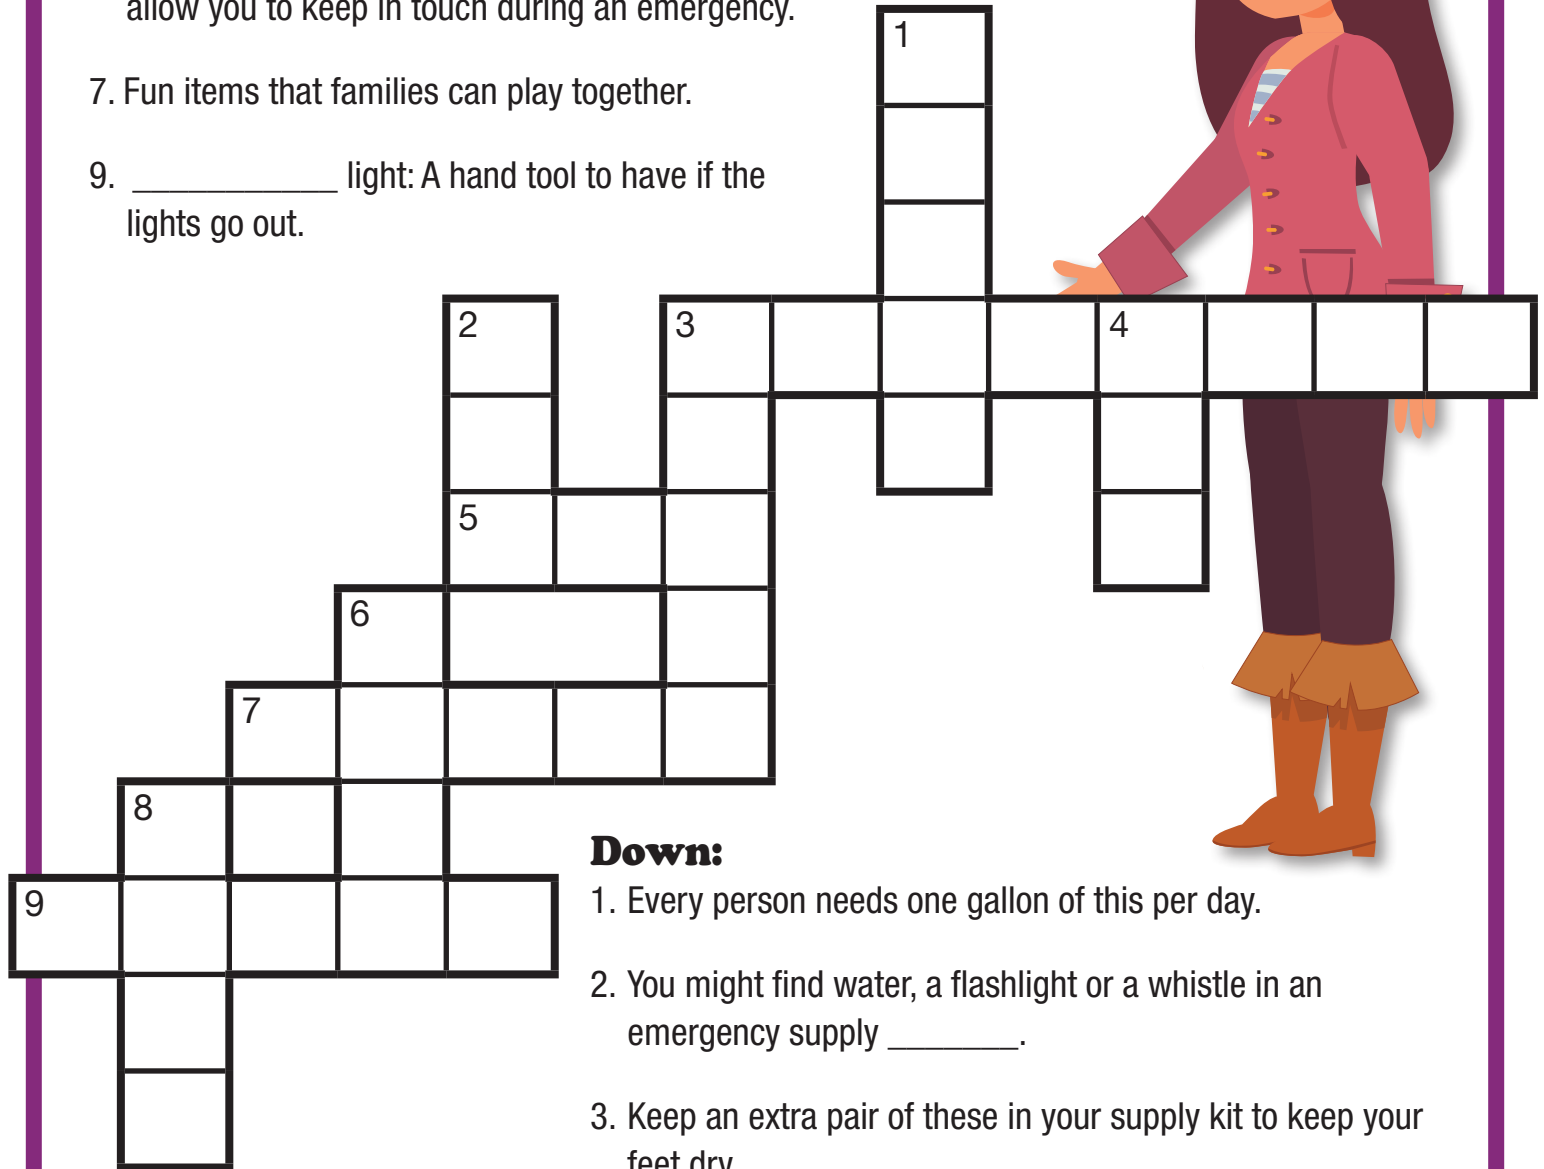 allow you to keep in touch during an emergency.
7. Fun items that families can play together.
9. ___________ light: A hand tool to have if the
lights go out.
1
2
3
4
5
6
7
8
9
Down:
1. Every person needs one gallon of this per day.
2. You might find water, a flashlight or a whistle in an
emergency supply _______.
3. Keep an extra pair of these in your supply kit to keep your
feet dry